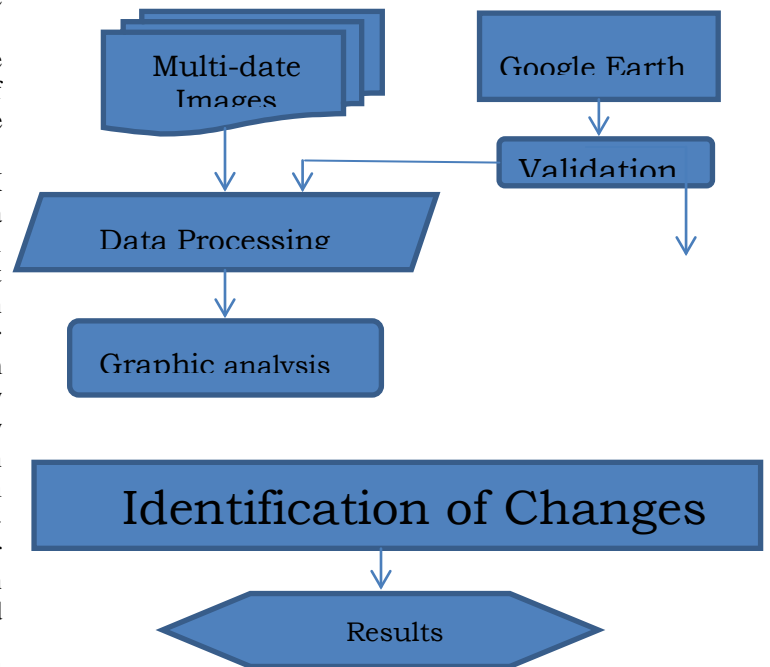 Multi-date
Images
Google Earth
Validation
Data Processing
Graphic analysis
Identification of Changes
Results